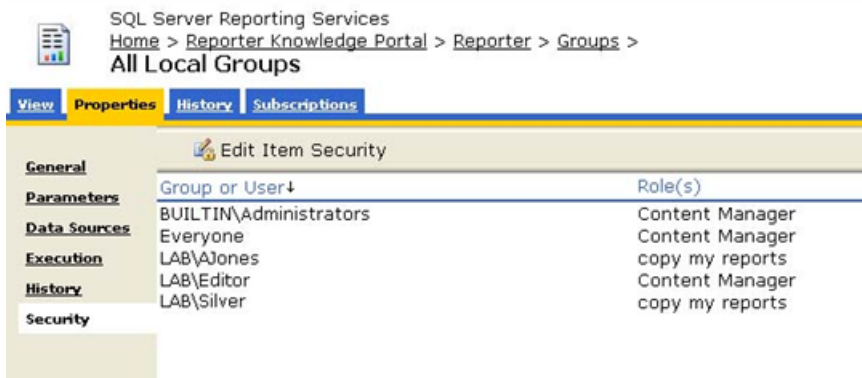 SQL Server Reporting Services
Home > Reporter Knowledge Portal > Reporter > Groups >
All Local Groups
View Properties History Subscriptions
General
Parameters
Data Sources
Execution
History
Security
Edit Item Security
Group or User↓ Role(s)
BUILTIN\Administrators Content Manager
Everyone Content Manager
LAB\AJones copy my reports
LAB\Editor Content Manager
LAB\Silver copy my reports